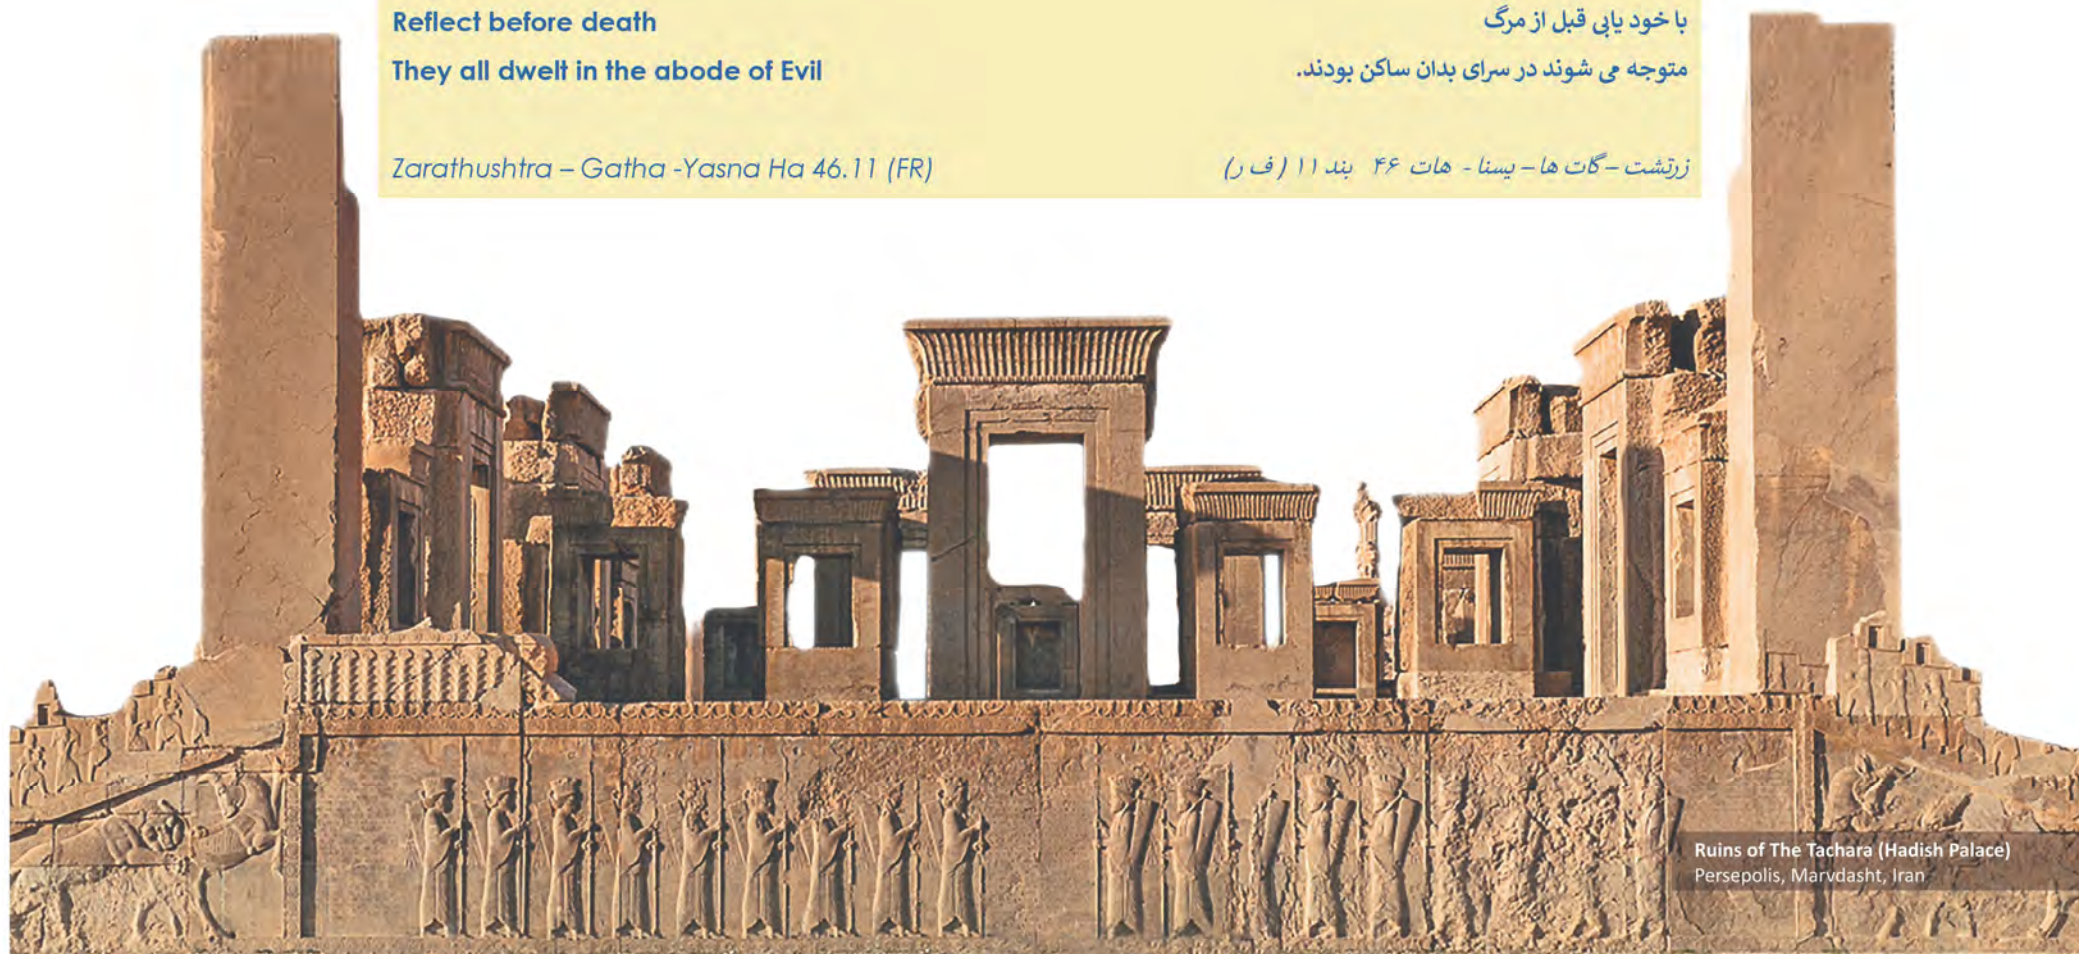 Reflect before death
They all dwelt in the abode of Evil
Zarathushtra – Gatha -Yasna Ha 46.11 (FR)
با خود یابی قبل از مرگ
متوجه می شوند در سرای بدان ساکن بودند.
زرتشت – گات ها – یسنا - هات ۴۶ بند ۱۱ ( ف ر)
Ruins of The Tachara (Hadish Palace)
Persepolis, Marvdasht, Iran